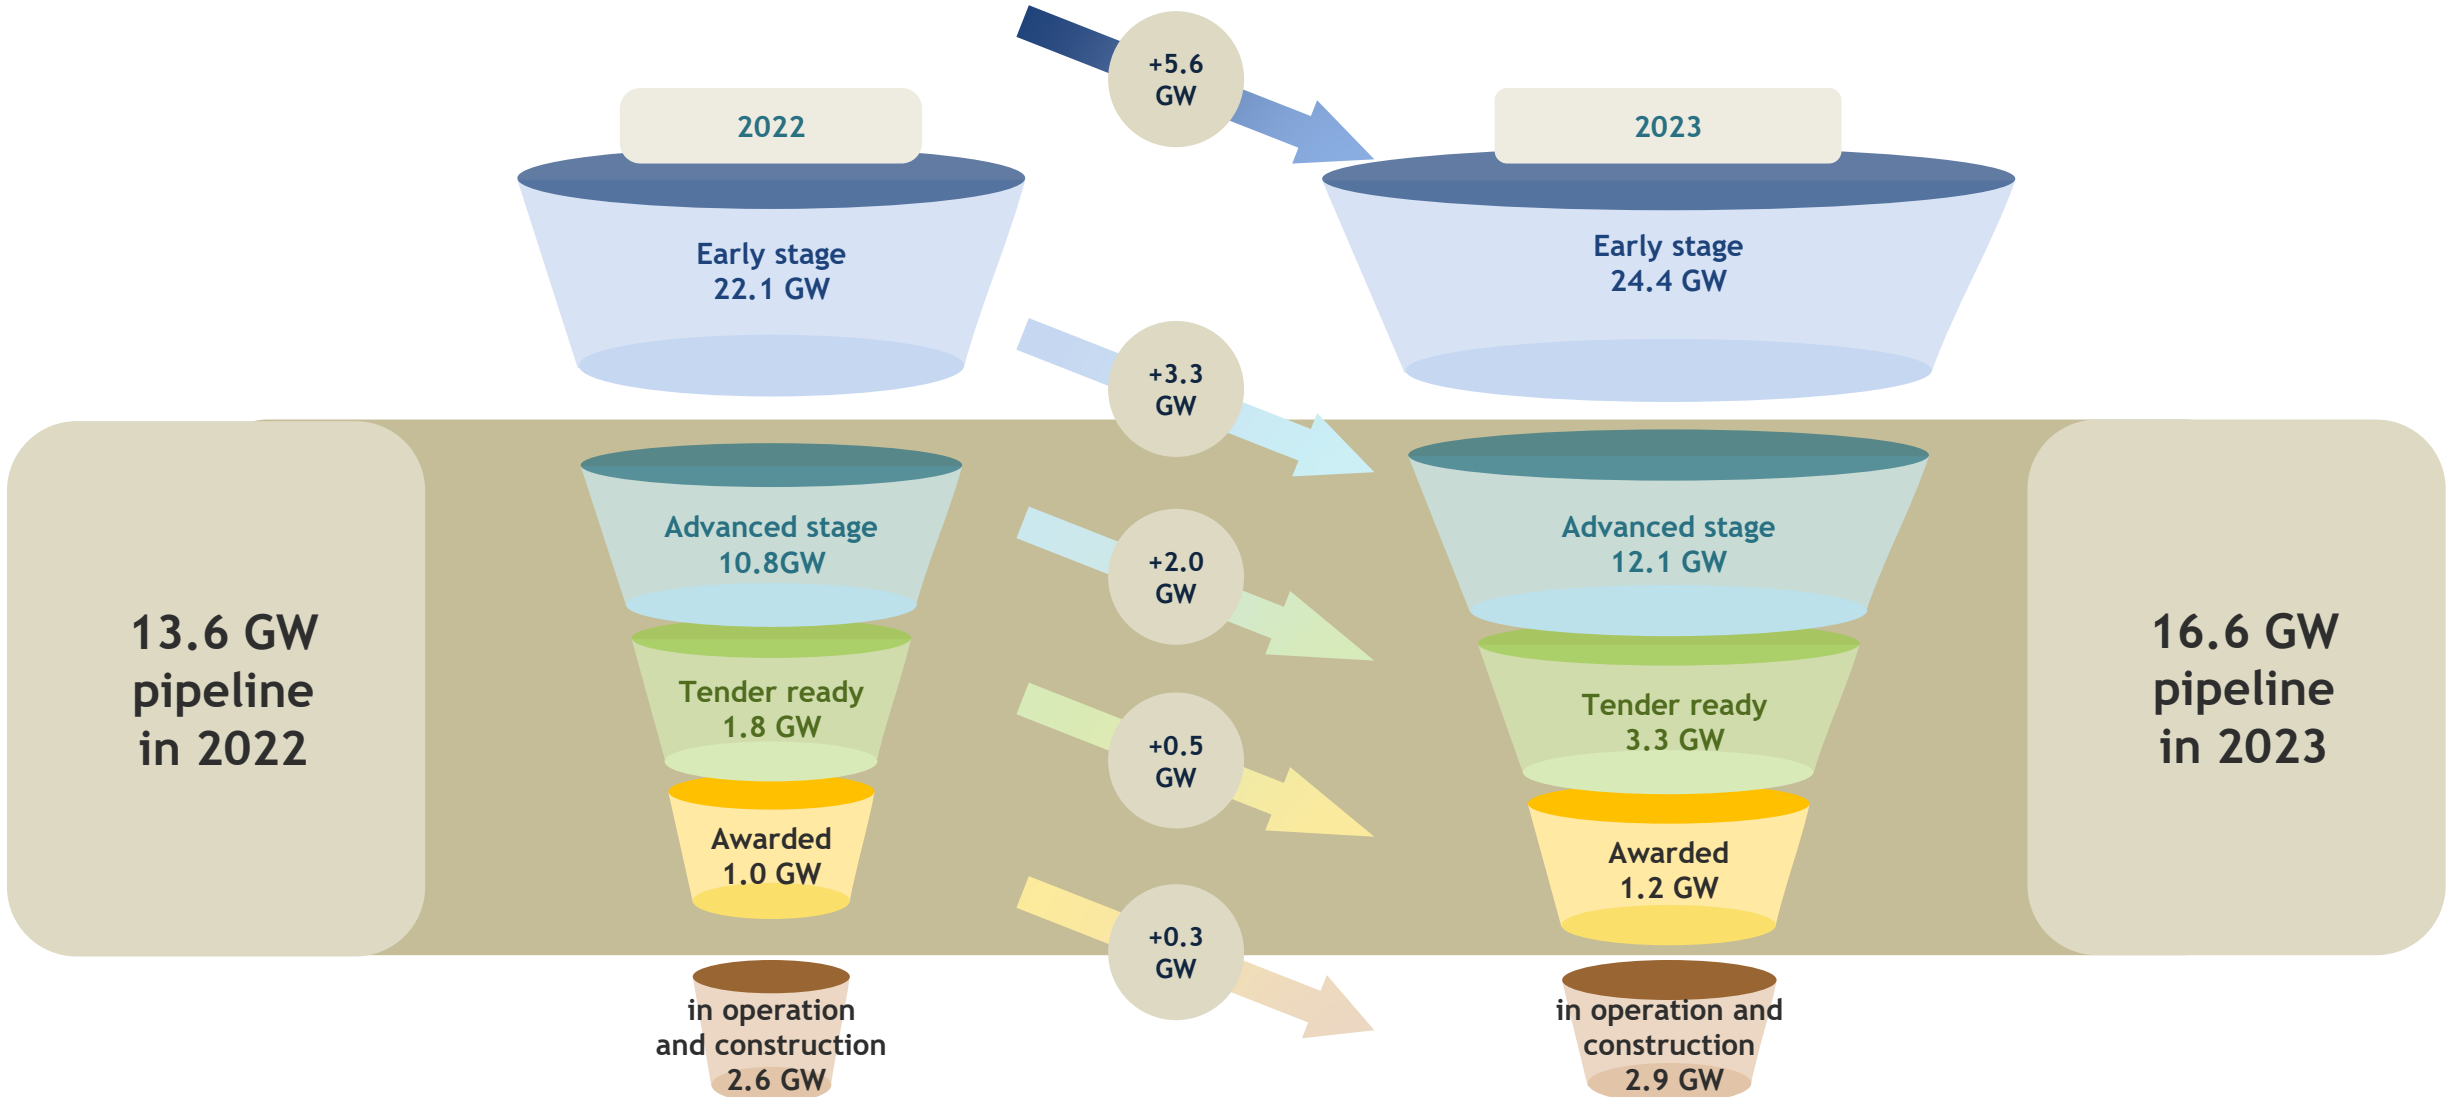 +5.6
GW
2022
2023
Early stage
22.1 GW
Early stage
24.4 GW
+3.3
GW
Advanced stage
10.8GW
Advanced stage
12.1 GW
+2.0
GW
13.6 GW
pipeline
in 2022
16.6 GW
pipeline
in 2023
Tender ready
1.8 GW
Tender ready
3.3 GW
+0.5
GW
Awarded
1.0 GW
Awarded
1.2 GW
+0.3
GW
in operation
and construction
2.6 GW
in operation and
construction
2.9 GW